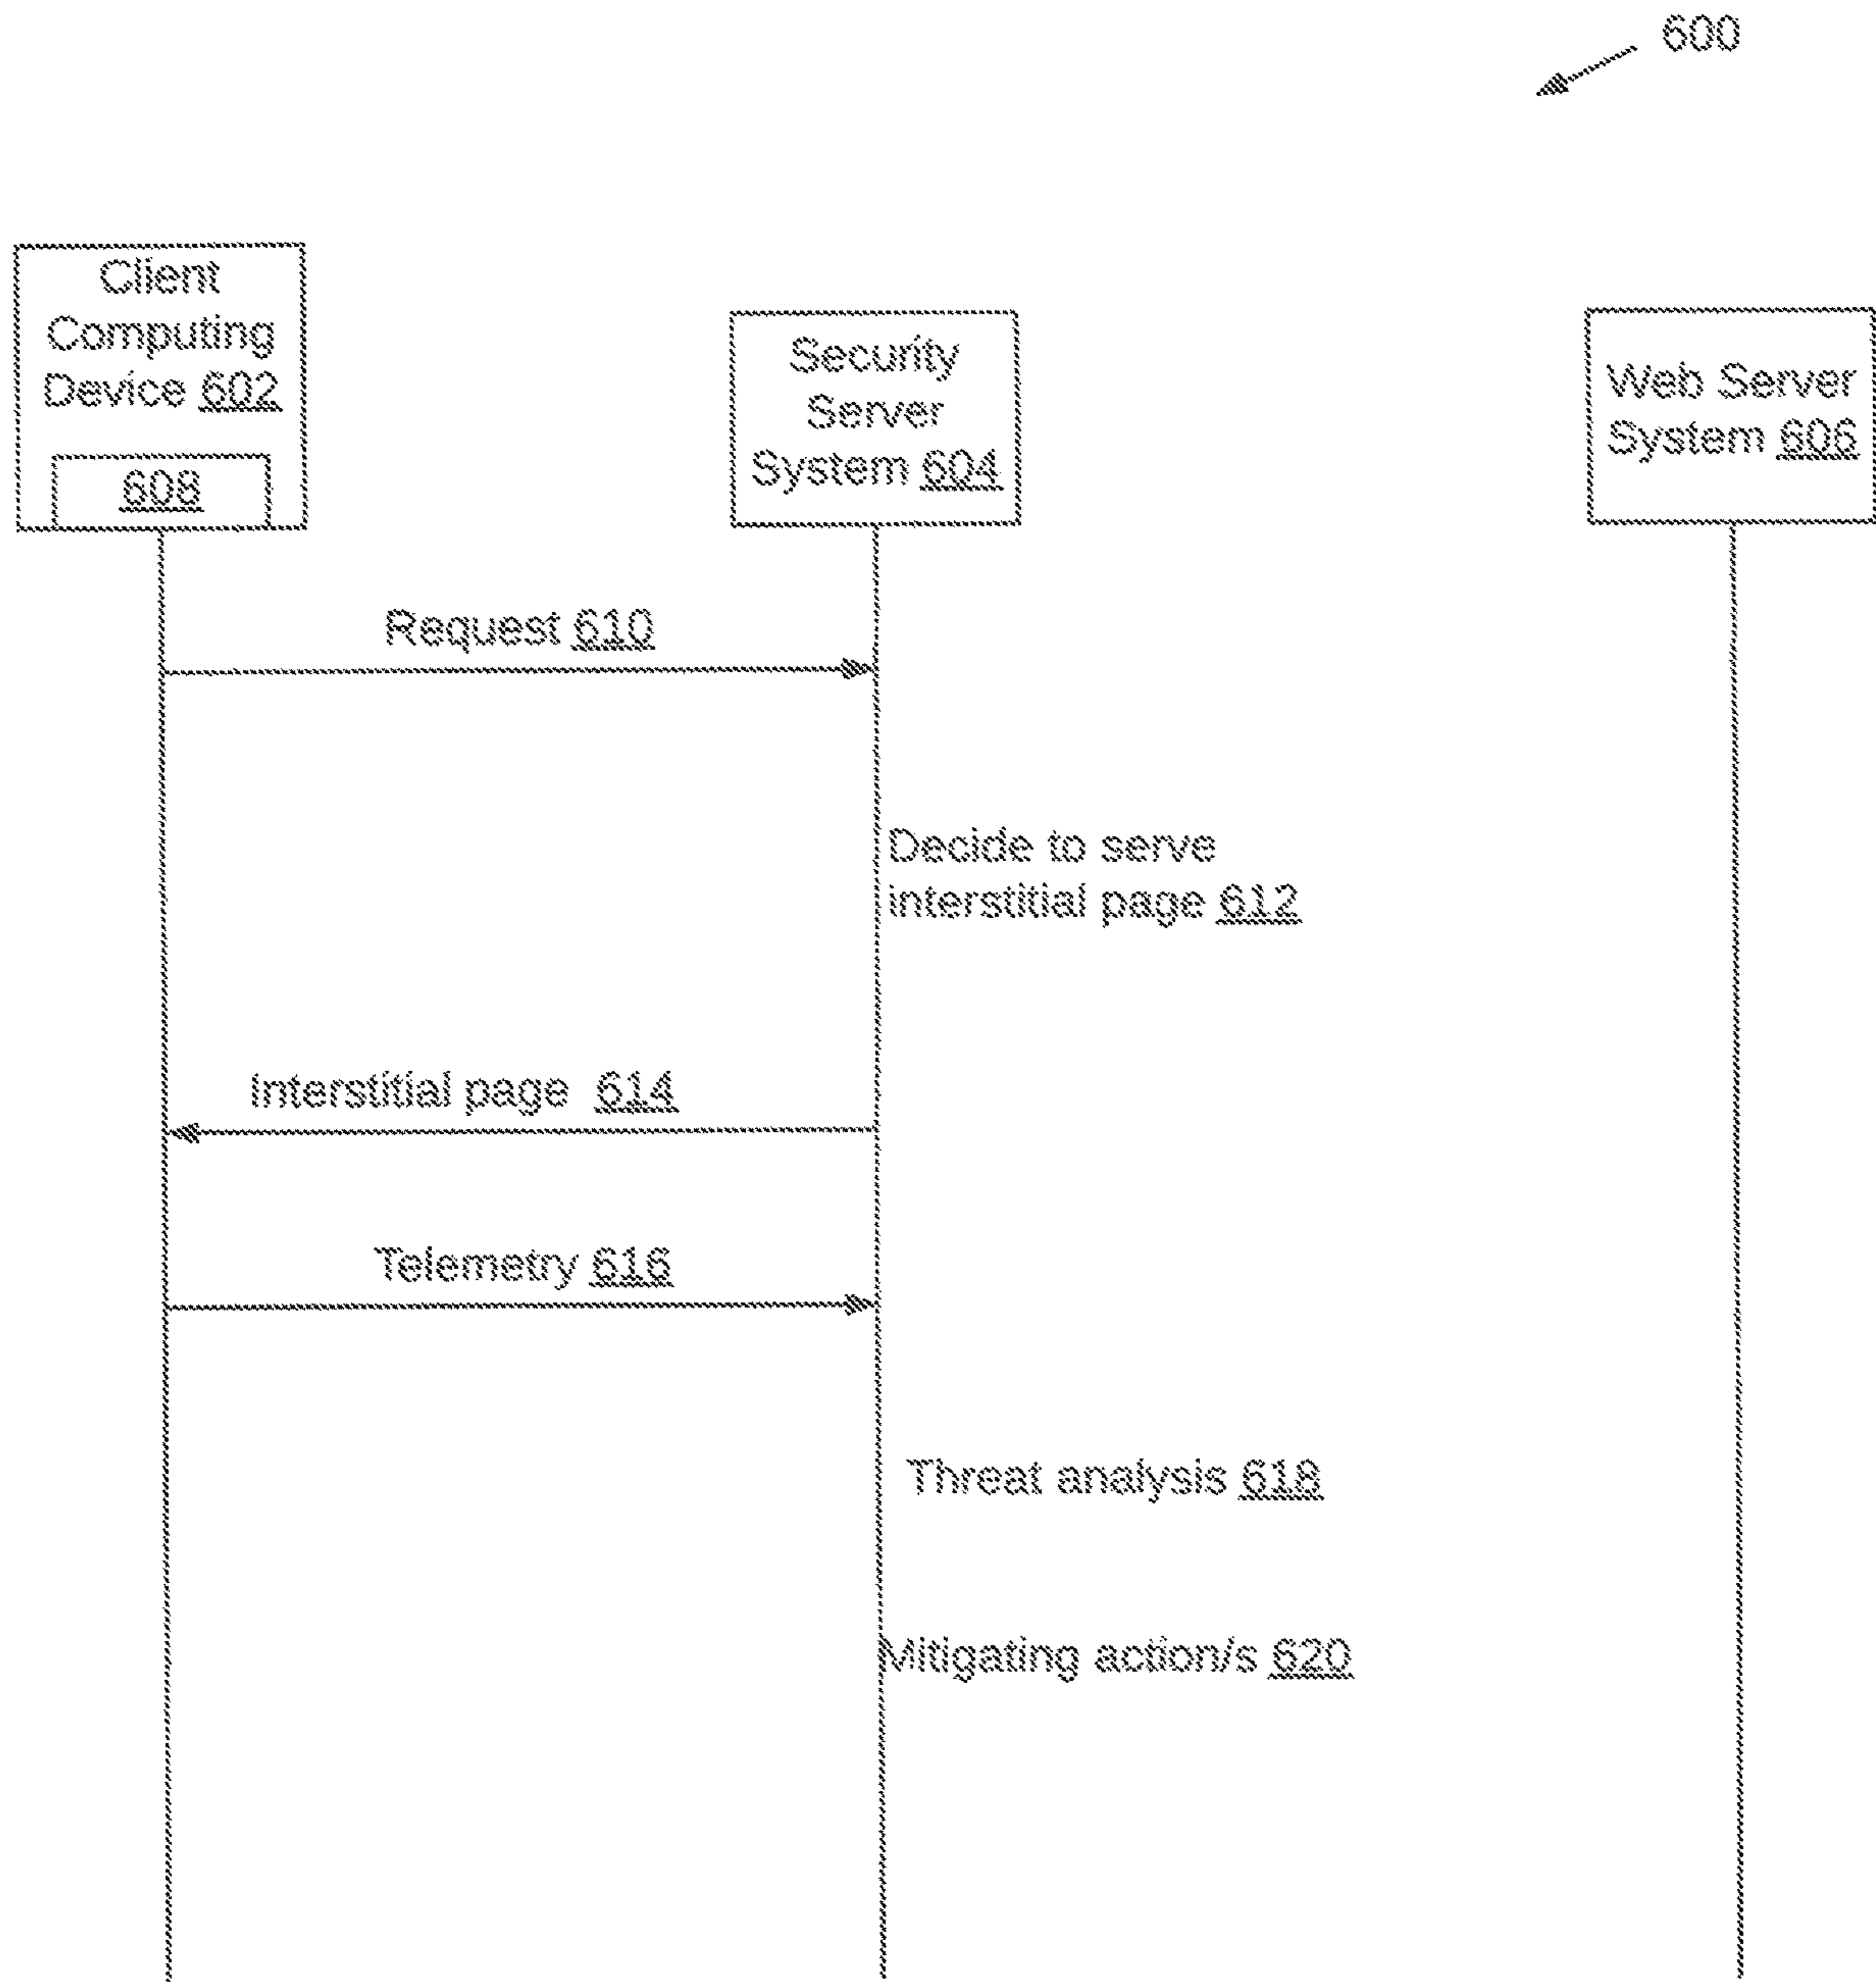 600
Client
Computing
Device 602
608
Security
Server
System 604
Web Server
System 606
Request 610
Decide to serve
interstitial page 612
Interstitial page 614
Telemetry 616
Threat analysis 618
Mitigating action/s 620